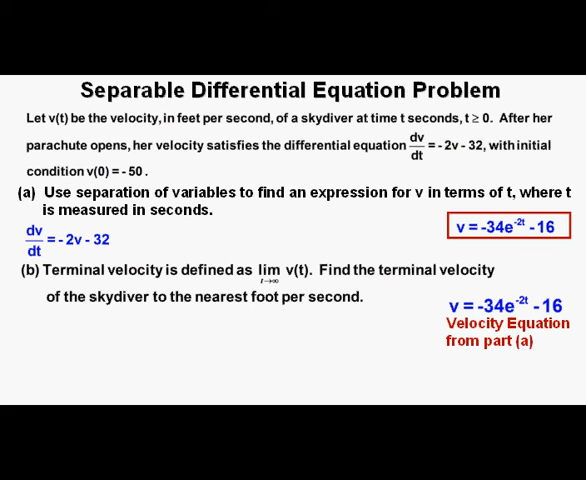 Separable Differential Equation Problem
Let v(t) be the velocity, in feet per second, of a skydiver at time t seconds, t ≥ 0. After her
parachute opens, her velocity satisfies the differential equation dv/dt = - 2v - 32, with initial
condition v(0) = - 50 .
(a) Use separation of variables to find an expression for v in terms of t, where t
is measured in seconds.
dv/dt = - 2v - 32
v = -34e^-2t - 16
(b) Terminal velocity is defined as lim t→∞ v(t). Find the terminal velocity
of the skydiver to the nearest foot per second.
v = -34e^-2t - 16
Velocity Equation
from part (a)